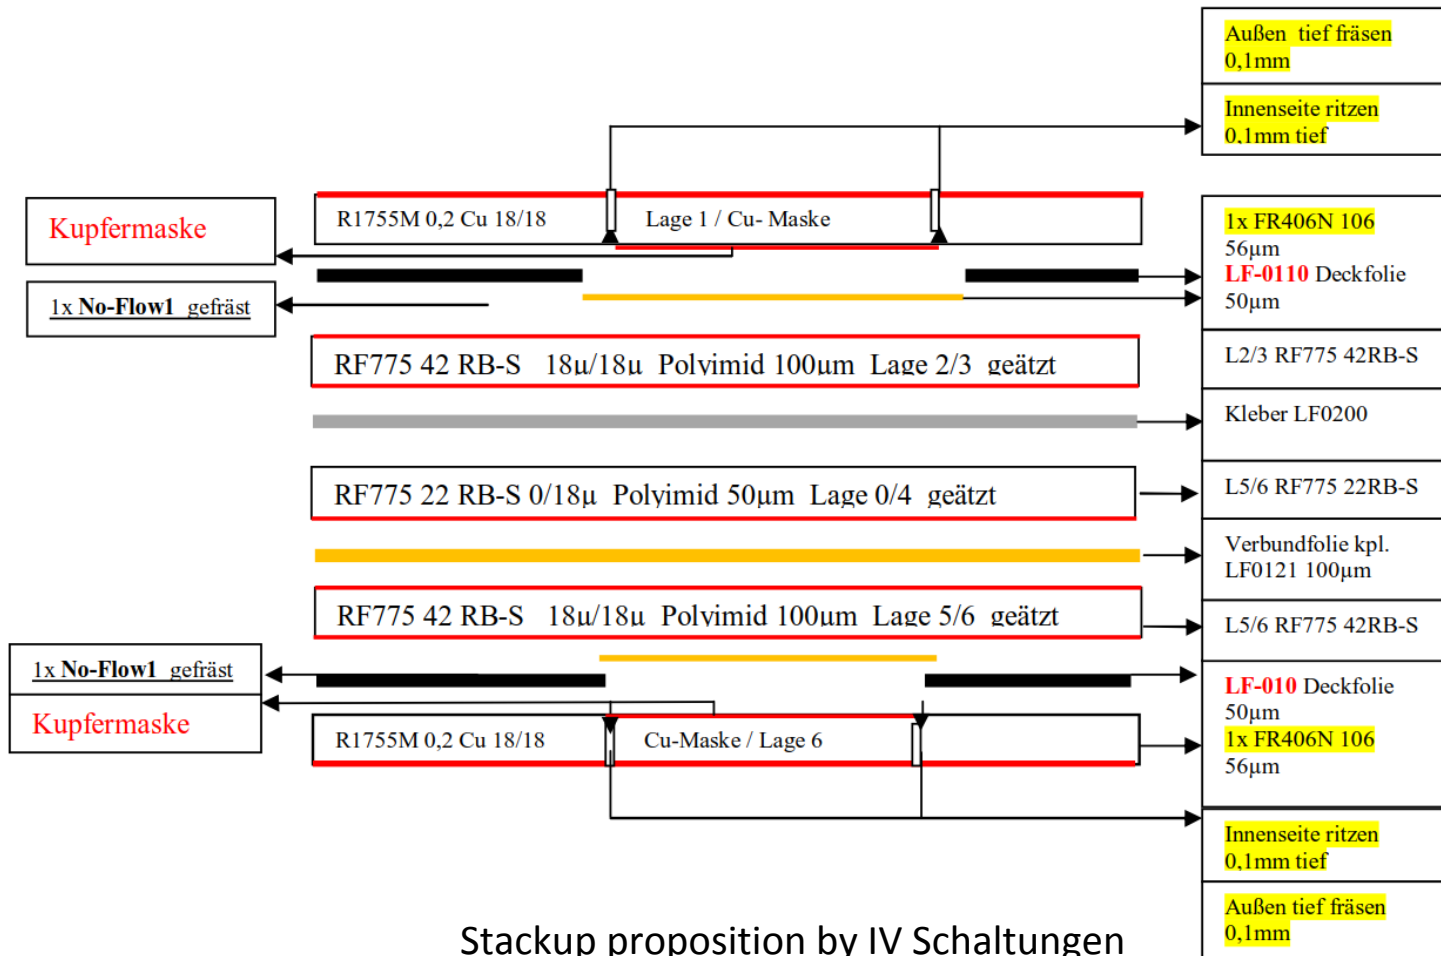 Außen tief fräsen
0,1mm
Innenseite ritzen
0,1mm tief
Kupfermaske
R1755M 0,2 Cu 18/18
Lage 1 / Cu- Maske
1x FR406N 106
56µm
LF-0110 Deckfolie
50µm
1x No-Flow1 gefräst
RF775 42 RB-S 18µ/18µ Polyimid 100µm Lage 2/3 geätzt
L2/3 RF775 42RB-S
Kleber LF0200
RF775 22 RB-S 0/18µ Polyimid 50µm Lage 0/4 geätzt
L5/6 RF775 22RB-S
Verbundfolie kpl.
LF0121 100µm
RF775 42 RB-S 18µ/18µ Polyimid 100µm Lage 5/6 geätzt
L5/6 RF775 42RB-S
1x No-Flow1 gefräst
Kupfermaske
LF-010 Deckfolie
50µm
1x FR406N 106
56µm
R1755M 0,2 Cu 18/18
Cu-Maske / Lage 6
Innenseite ritzen
0,1mm tief
Außen tief fräsen
0,1mm
Stackup proposition by IV Schaltungen